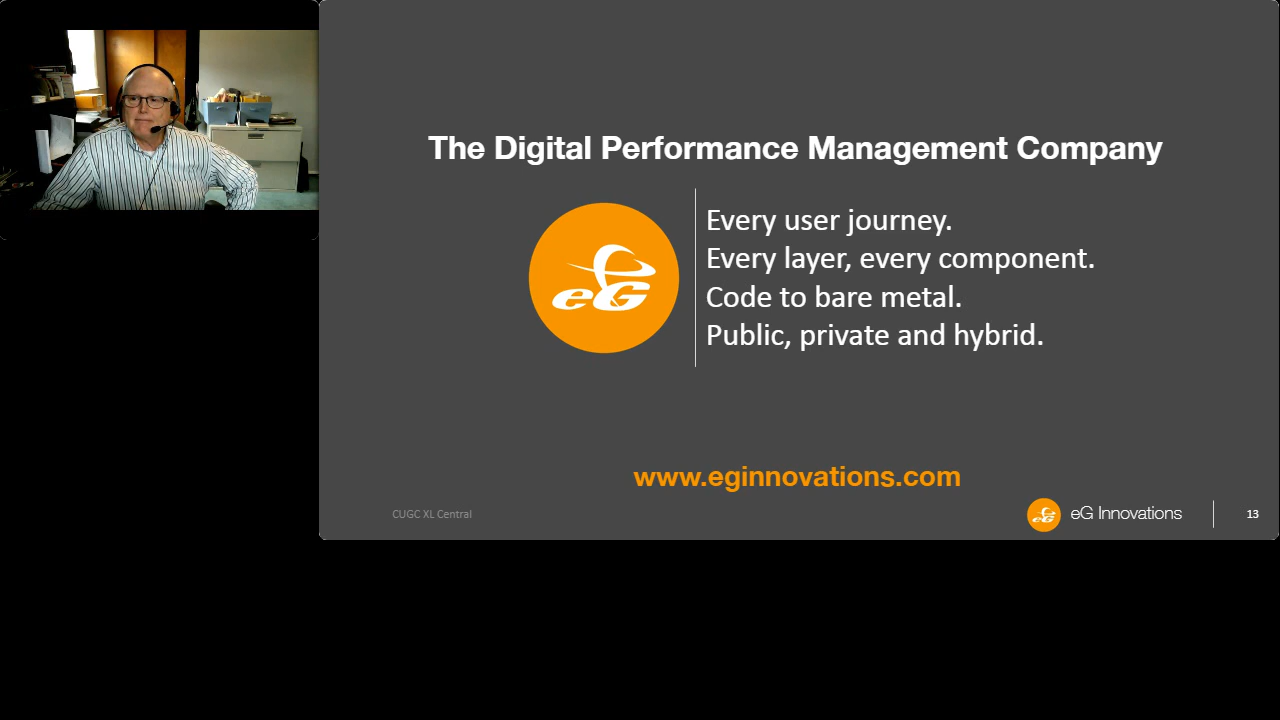 The Digital Performance Management Company
eG
Every user journey.
Every layer, every component.
Code to bare metal.
Public, private and hybrid.
www.eginnovations.com
CUGC XL Central
eG
eG Innovations
13